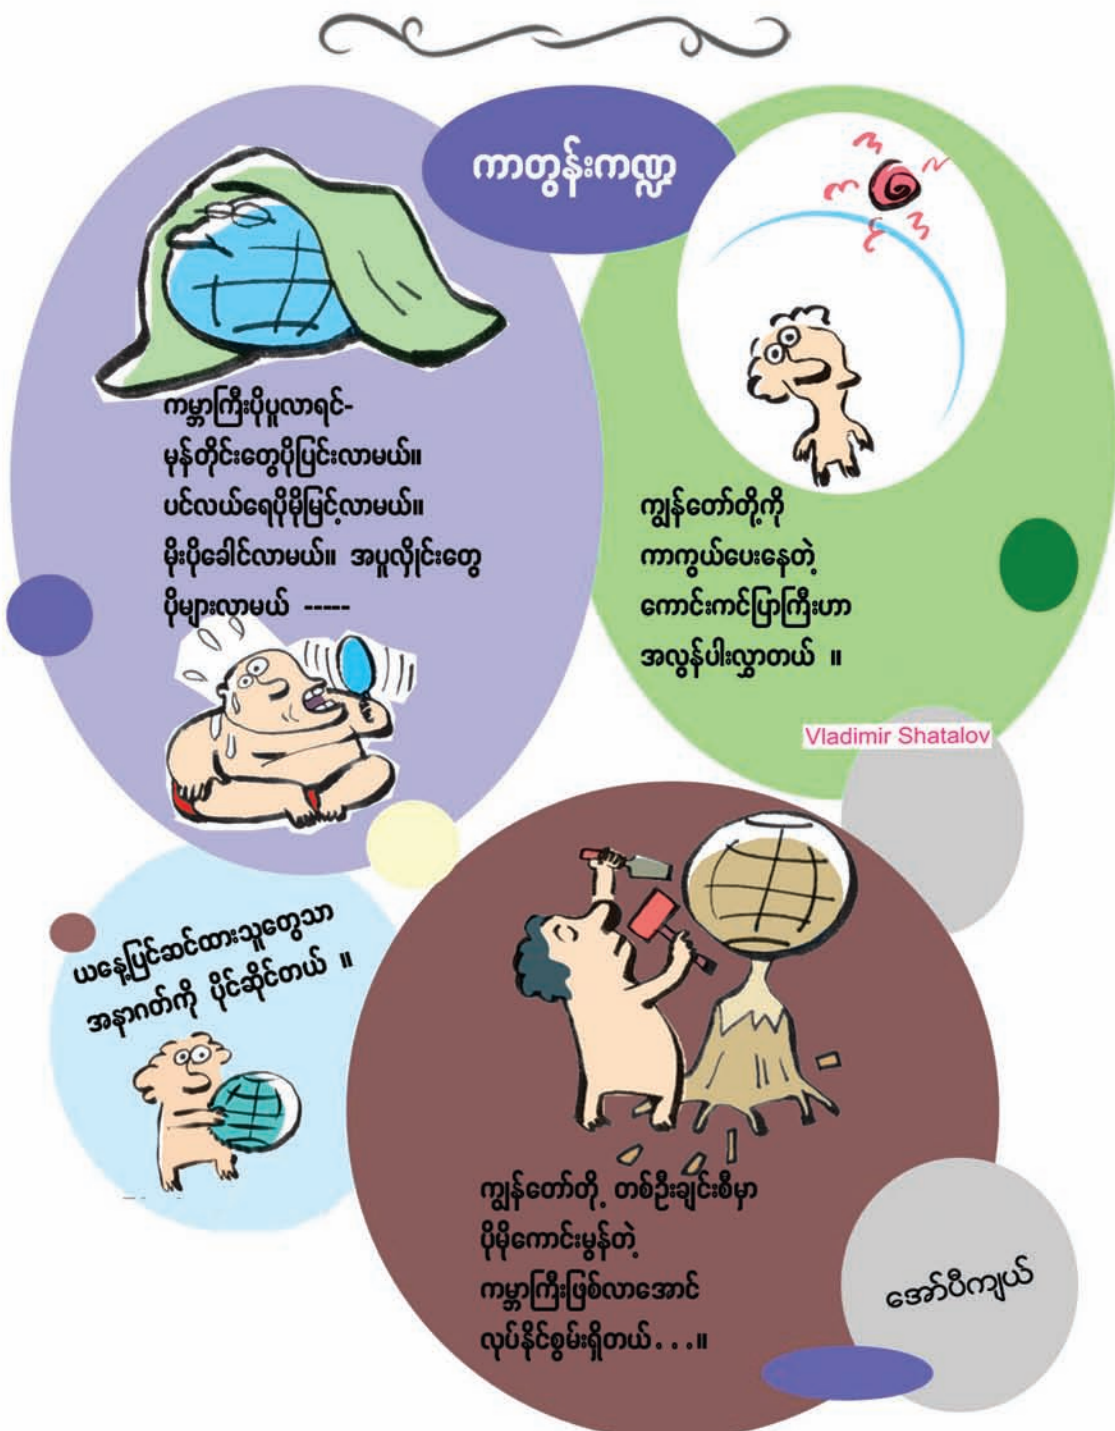 ကာတွန်းကဏ္ဍ
ကမ္ဘာကြီးပိုပူလာရင်-
မုန်တိုင်းတွေပိုပြင်းလာမယ်။
ပင်လယ်ရေပိုမိုမြင့်လာမယ်။
မိုးပိုခေါင်လာမယ်။ အပူလှိုင်းတွေ
ပိုများလာမယ် -----
ကျွန်တော်တို့ကို
ကာကွယ်ပေးနေတဲ့
ကောင်းကင်ပြာကြီးဟာ
အလွန်ပါးလွှာတယ် ။
Vladimir Shatalov
ယနေ့ပြင်ဆင်ထားသူတွေသာ
အနာဂတ်ကို ပိုင်ဆိုင်တယ် ။
ကျွန်တော်တို့ တစ်ဦးချင်းစီမှာ
ပိုမိုကောင်းမွန်တဲ့
ကမ္ဘာကြီးဖြစ်လာအောင်
လုပ်နိုင်စွမ်းရှိတယ်. . .။
အော်ပီကျယ်